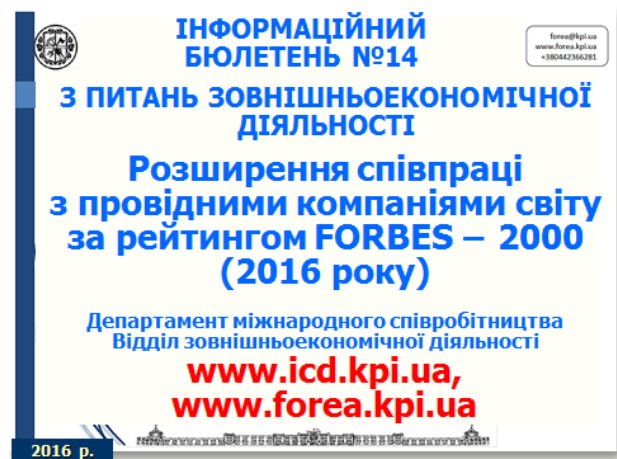 ІНФОРМАЦІЙНИЙ
БЮЛЕТЕНЬ №14
forea@kpi.ua
www.forea.kpi.ua
+380442366281
З ПИТАНЬ ЗОВНІШНЬОЕКОНОМІЧНОЇ
ДІЯЛЬНОСТІ
Розширення співпраці
з провідними компаніями світу
за рейтингом FORBES – 2000
(2016 року)
Департамент міжнародного співробітництва
Відділ зовнішньоекономічної діяльності
www.icd.kpi.ua,
www.forea.kpi.ua
2016 р.